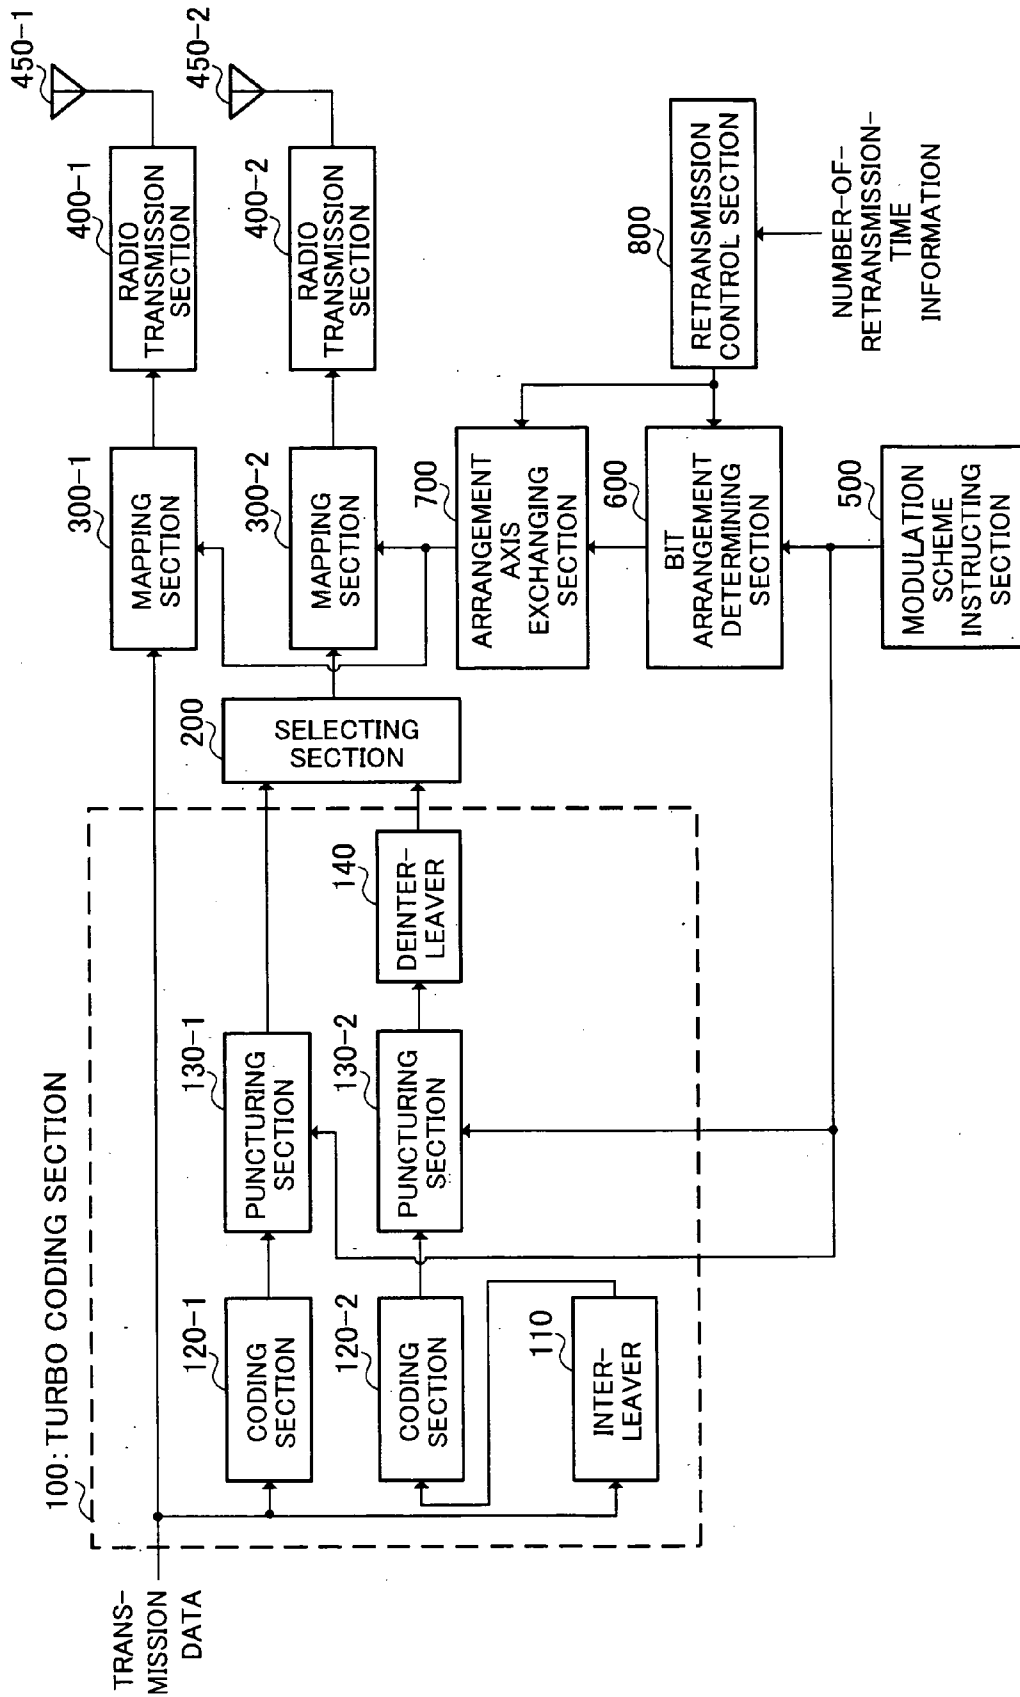 100: TURBO CODING SECTION
TRANS-
MISSION
DATA
120-1
CODING
SECTION
130-1
PUNCTURING
SECTION
120-2
CODING
SECTION
130-2
PUNCTURING
SECTION
140
DEINTER-
LEAVER
110
INTER-
LEAVER
200
SELECTING
SECTION
300-1
MAPPING
SECTION
400-1
RADIO
TRANSMISSION
SECTION
450-1
300-2
MAPPING
SECTION
400-2
RADIO
TRANSMISSION
SECTION
450-2
700
ARRANGEMENT
AXIS
EXCHANGING
SECTION
600
BIT
ARRANGEMENT
DETERMINING
SECTION
500
MODULATION
SCHEME
INSTRUCTING
SECTION
800
RETRANSMISSION
CONTROL SECTION
NUMBER-OF-
RETRANSMISSION-
TIME
INFORMATION